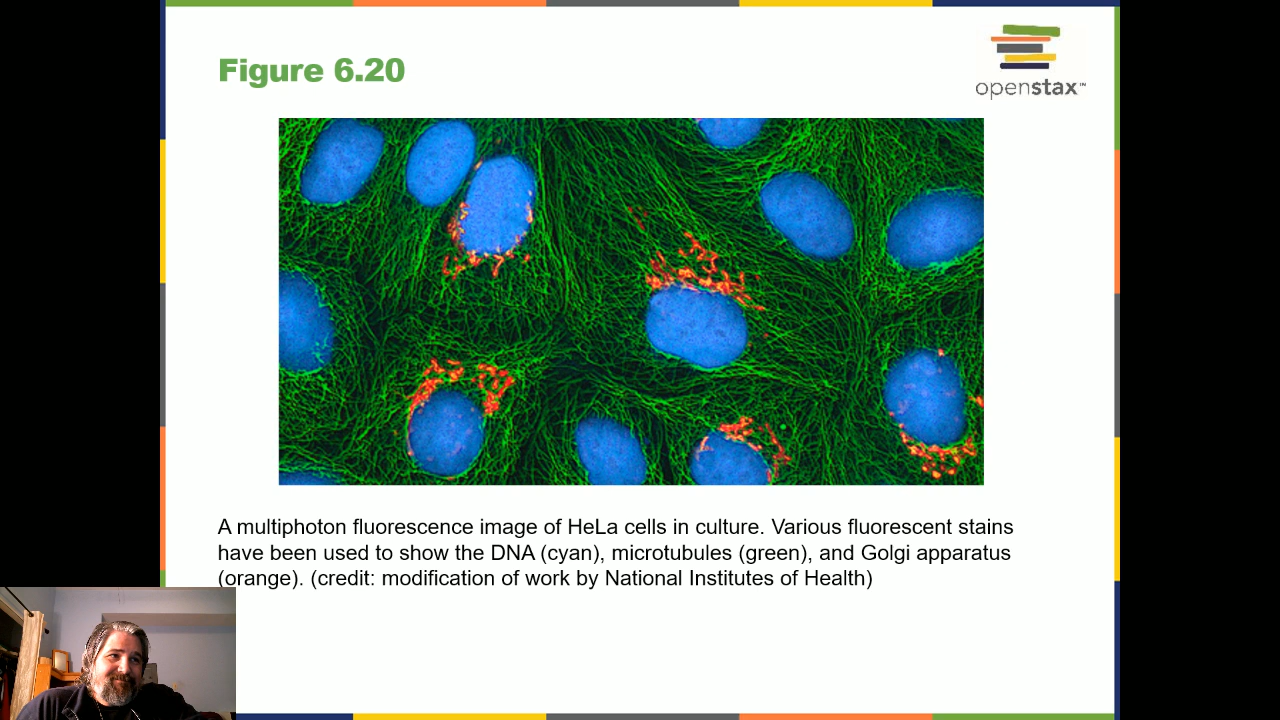 Figure 6.20
openstax™
A multiphoton fluorescence image of HeLa cells in culture. Various fluorescent stains
have been used to show the DNA (cyan), microtubules (green), and Golgi apparatus
(orange). (credit: modification of work by National Institutes of Health)